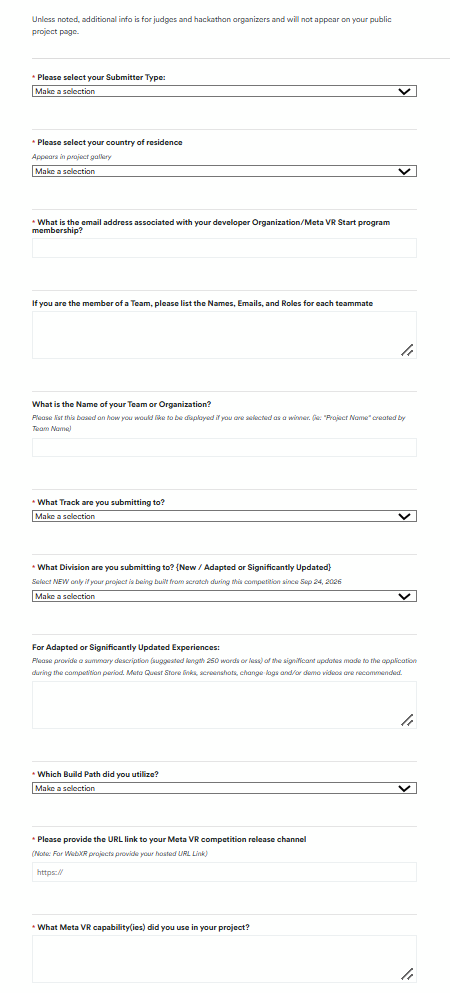 Unless noted, additional info is for judges and hackathon organizers and will not appear on your public
project page.
* Please select your Submitter Type:
Make a selection
* Please select your country of residence
Appears in project gallery
Make a selection
* What is the email address associated with your developer Organization/Meta VR Start program
membership?
If you are the member of a Team, please list the Names, Emails, and Roles for each teammate
What is the Name of your Team or Organization?
Please list this based on how you would like to be displayed if you are selected as a winner. (ie: "Project Name" created by
Team Name)
* What Track are you submitting to?
Make a selection
* What Division are you submitting to? (New / Adapted or Significantly Updated)
Select NEW only if your project is being built from scratch during this competition since Sep 24, 2026
Make a selection
For Adapted or Significantly Updated Experiences:
Please provide a summary description (suggested length 250 words or less) of the significant updates made to the application
during the competition period. Meta Quest Store links, screenshots, change-logs and/or demo videos are recommended.
* Which Build Path did you utilize?
Make a selection
* Please provide the URL link to your Meta VR competition release channel
(Note: For WebXR projects provide your hosted URL Link)
https://
* What Meta VR capability(ies) did you use in your project?